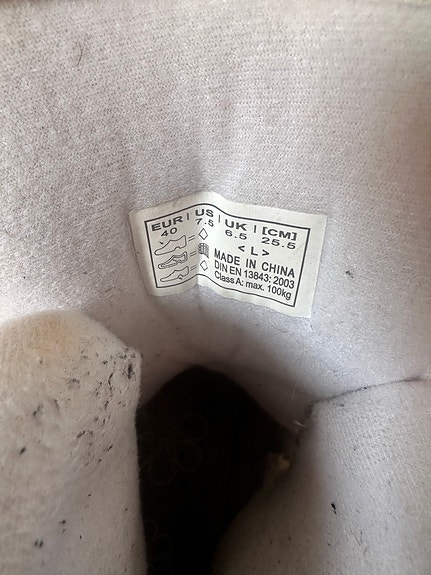 EUR | US | UK | [CM]
40 7.5 6.5 25.5
< L >
MADE IN CHINA
DIN EN 13843; 2003
Class A: max. 100kg